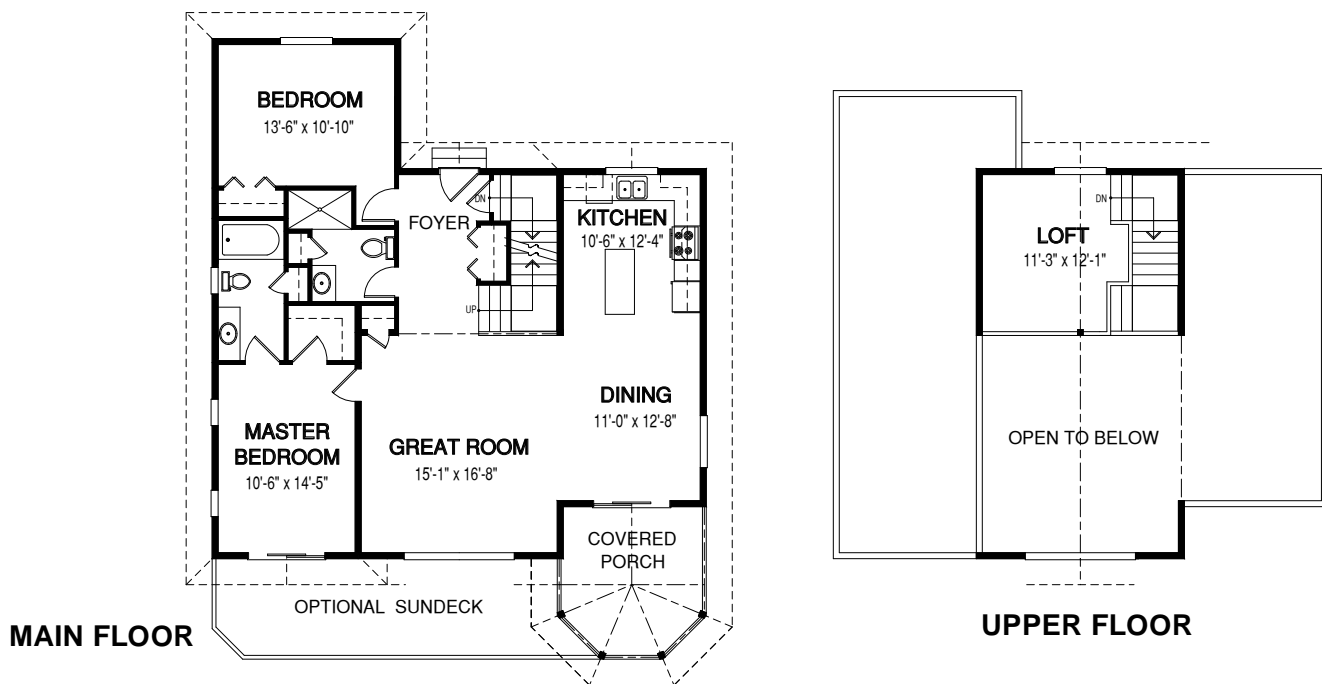 BEDROOM
13'-6" x 10'-10"
FOYER
DN
UP
KITCHEN
10'-6" x 12'-4"
DINING
11'-0" x 12'-8"
MASTER
BEDROOM
10'-6" x 14'-5"
GREAT ROOM
15'-1" x 16'-8"
COVERED
PORCH
OPTIONAL SUNDECK
MAIN FLOOR
DN
LOFT
11'-3" x 12'-1"
OPEN TO BELOW
UPPER FLOOR